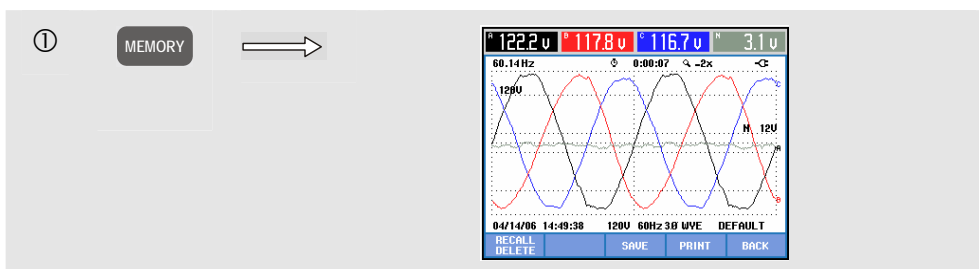 ①
MEMORY
A 122.2 V B 117.8 V C 116.7 V N 3.1 V
60.14Hz 0:00:07 -2x
120V
C
N 12V
A
B
04/14/06 14:49:38 120V 60Hz 3Ø WYE DEFAULT
RECALL DELETE SAVE PRINT BACK